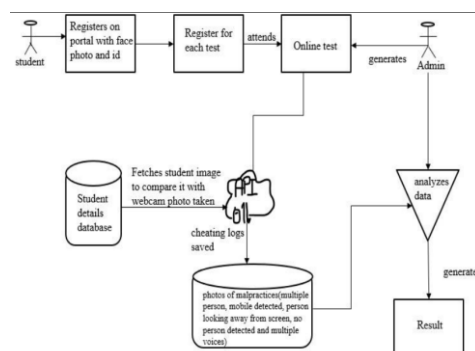 Registers on
portal with face
photo and id
Register for
each test
attends
Online test
generates
student
Admin
Fetches student image
to compare it with
webcam photo taken
Student
details
database
API
cheating logs
saved
analyzes
data
photos of malpractices(multiple
person, mobile detected, person
looking away from screen, no
person detected and multiple
voices)
generate
Result